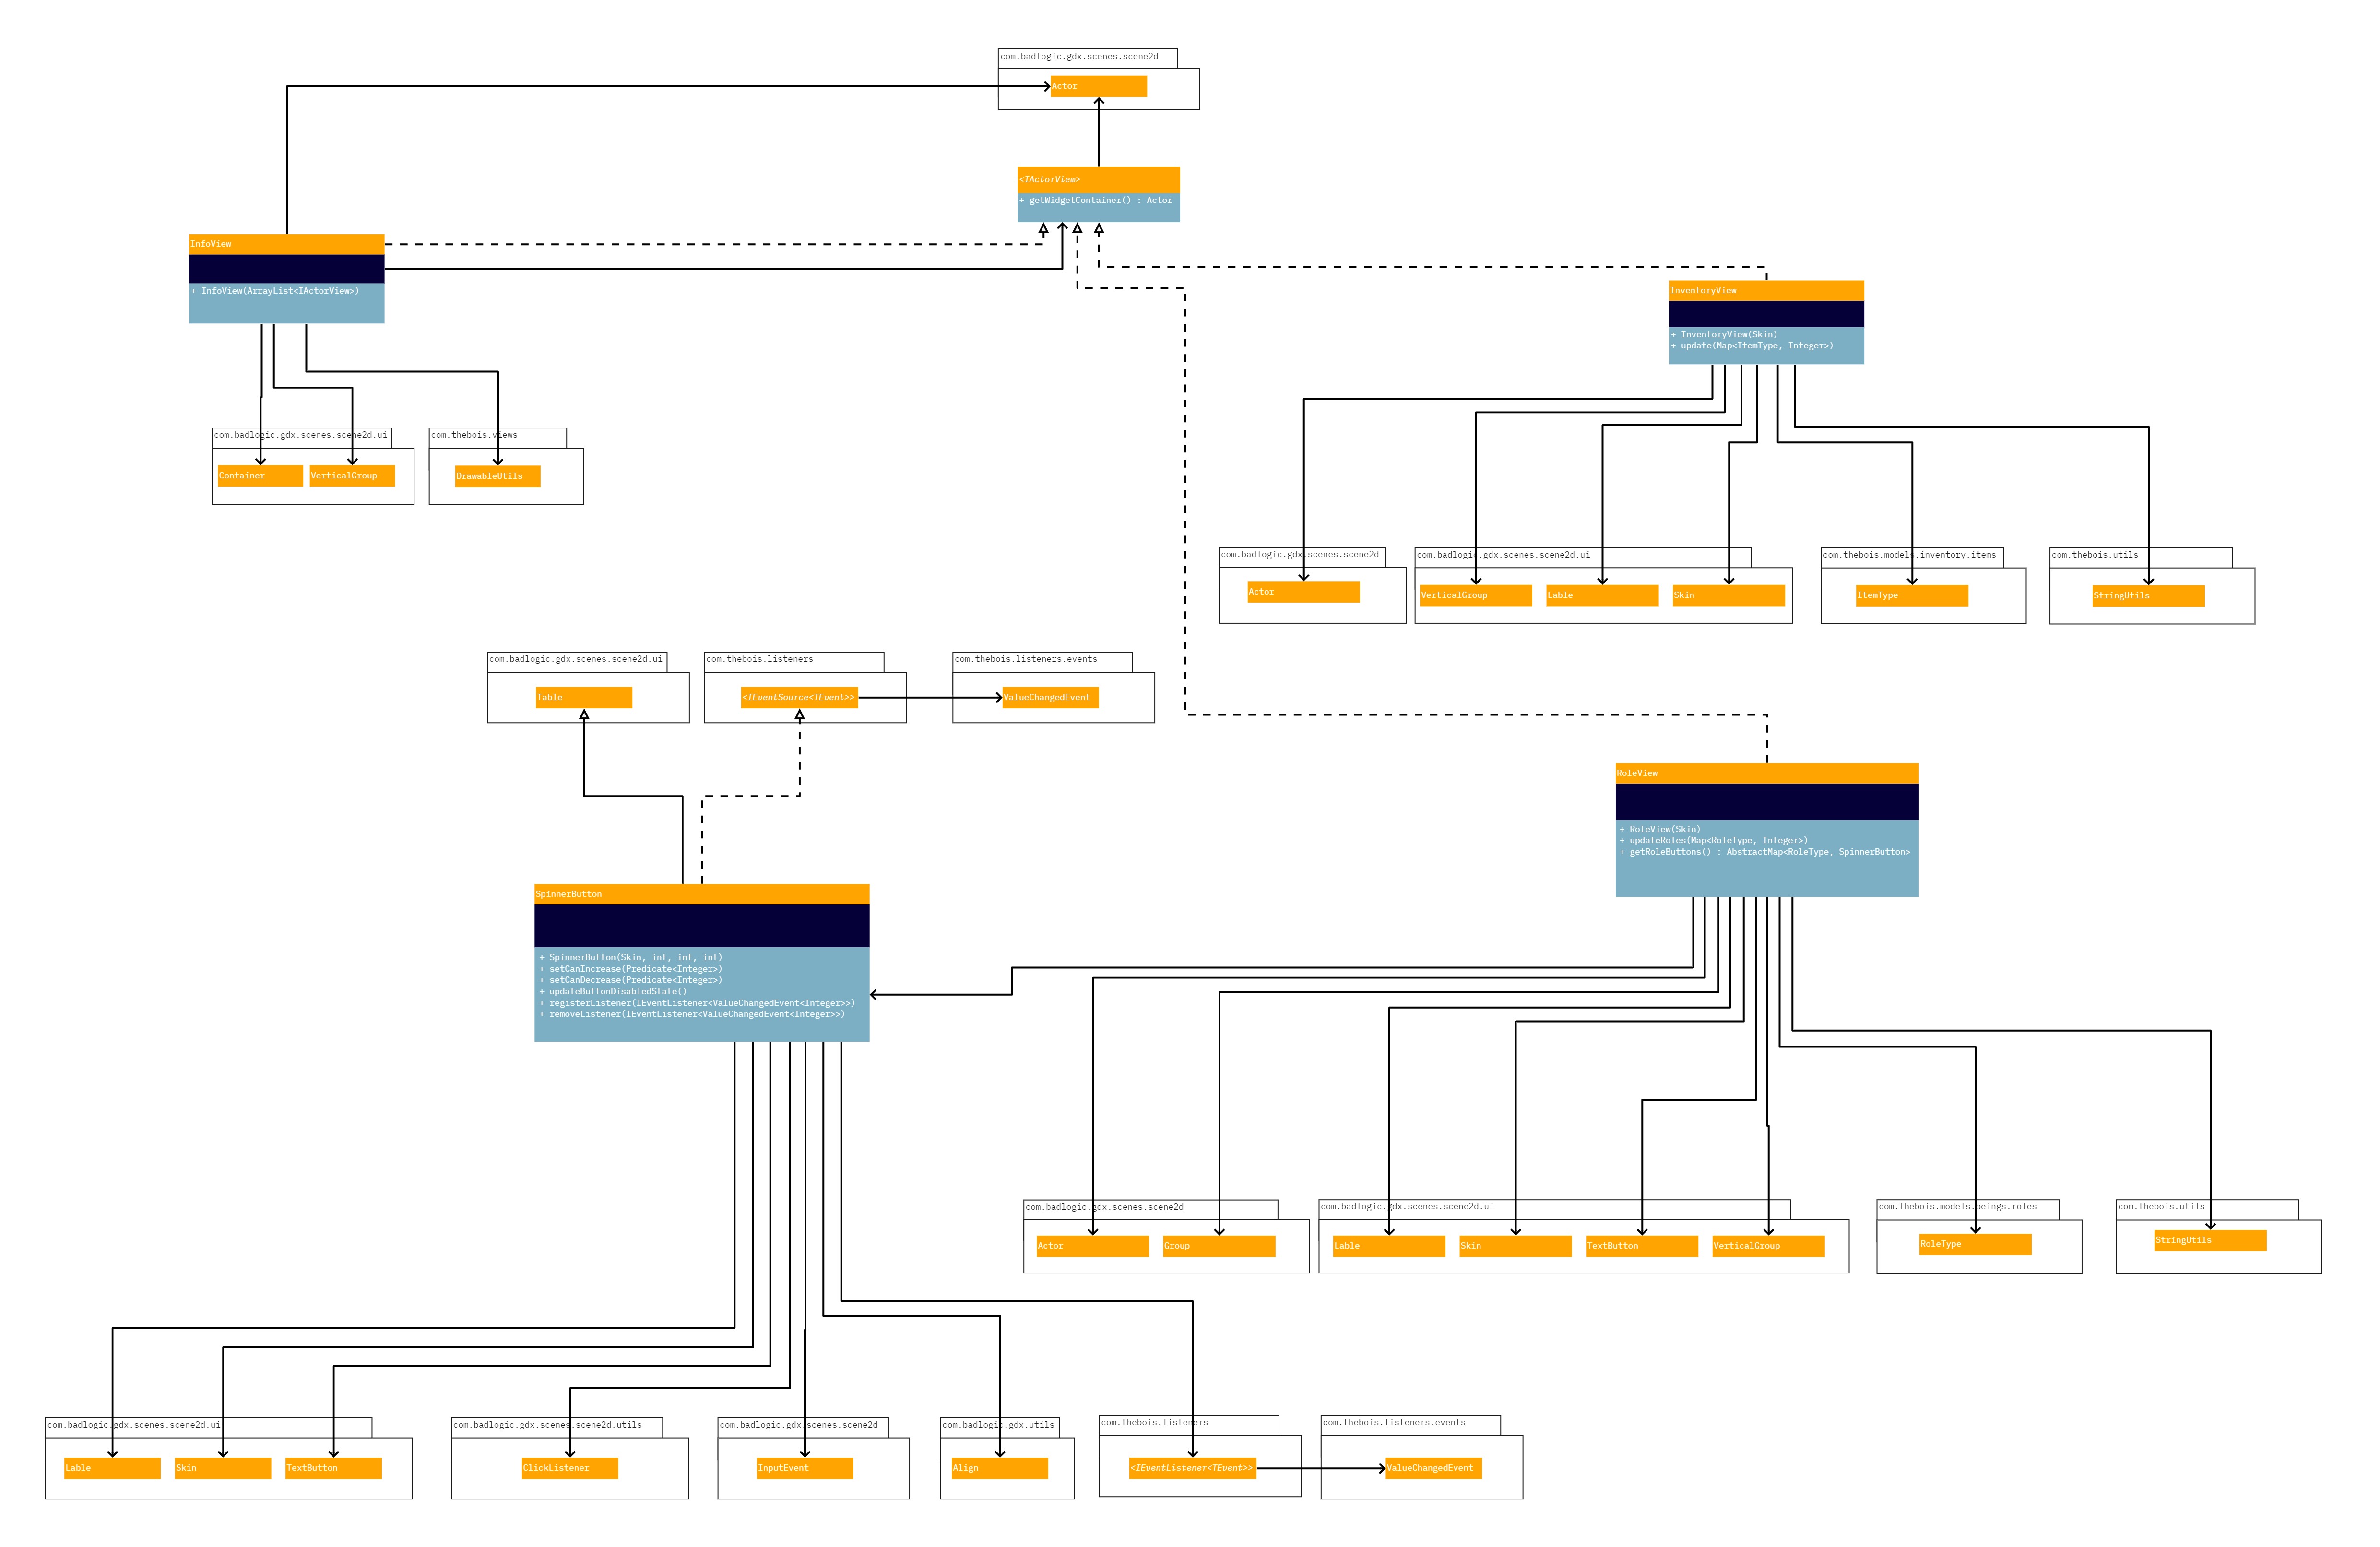 com.badlogic.gdx.scenes.scene2d
Actor
<IActorView>
+ getWidgetContainer() : Actor
InfoView
+ InfoView(ArrayList<IActorView>)
InventoryView
+ InventoryView(Skin)
+ update(Map<ItemType, Integer>)
com.badlogic.gdx.scenes.scene2d.ui
Container
VerticalGroup
com.thebois.views
DrawableUtils
com.badlogic.gdx.scenes.scene2d
Actor
com.badlogic.gdx.scenes.scene2d.ui
VerticalGroup
Lable
Skin
com.thebois.models.inventory.items
ItemType
com.thebois.utils
StringUtils
com.badlogic.gdx.scenes.scene2d.ui
Table
com.thebois.listeners
<IEventSource<TEvent>>
com.thebois.listeners.events
ValueChangedEvent
RoleView
+ RoleView(Skin)
+ updateRoles(Map<RoleType, Integer>)
+ getRoleButtons() : AbstractMap<RoleType, SpinnerButton>
SpinnerButton
+ SpinnerButton(Skin, int, int, int)
+ setCanIncrease(Predicate<Integer>)
+ setCanDecrease(Predicate<Integer>)
+ updateButtonDisabledState()
+ registerListener(IEventListener<ValueChangedEvent<Integer>>)
+ removeListener(IEventListener<ValueChangedEvent<Integer>>)
com.badlogic.gdx.scenes.scene2d
Actor
Group
com.badlogic.gdx.scenes.scene2d.ui
Lable
Skin
TextButton
VerticalGroup
com.thebois.models.beings.roles
RoleType
com.thebois.utils
StringUtils
com.badlogic.gdx.scenes.scene2d.ui
Lable
Skin
TextButton
com.badlogic.gdx.scenes.scene2d.utils
ClickListener
com.badlogic.gdx.scenes.scene2d
InputEvent
com.badlogic.gdx.utils
Align
com.thebois.listeners
<IEventListener<TEvent>>
com.thebois.listeners.events
ValueChangedEvent